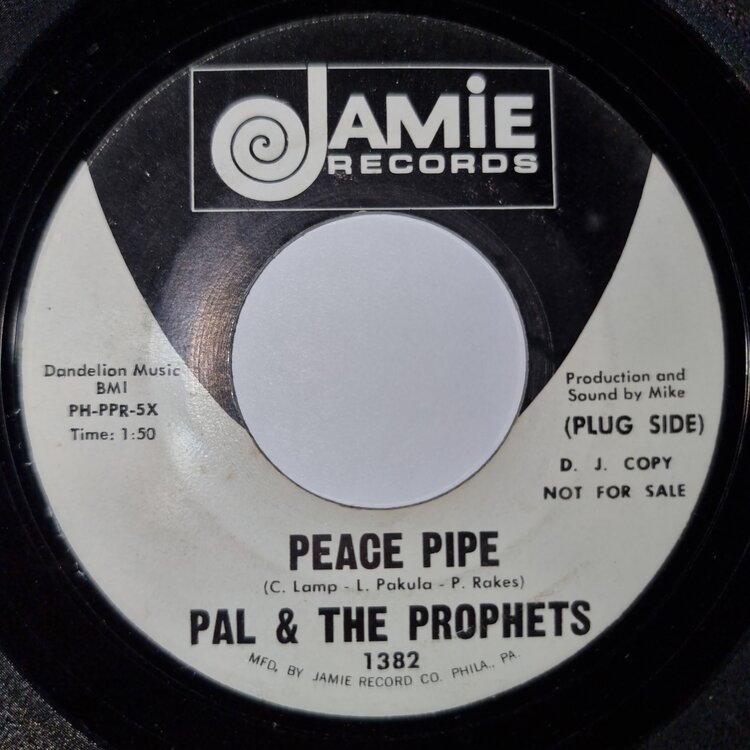 JAMiE
RECORDS
Dandelion Music
BMI
PH-PPR-5X
Time: 1:50
Production and
Sound by Mike
(PLUG SIDE)
D. J. COPY
NOT FOR SALE
PEACE PIPE
(C. Lamp - L. Pakula - P. Rakes)
PAL & THE PROPHETS
1382
MFD. BY JAMIE RECORD CO. PHILA., PA.